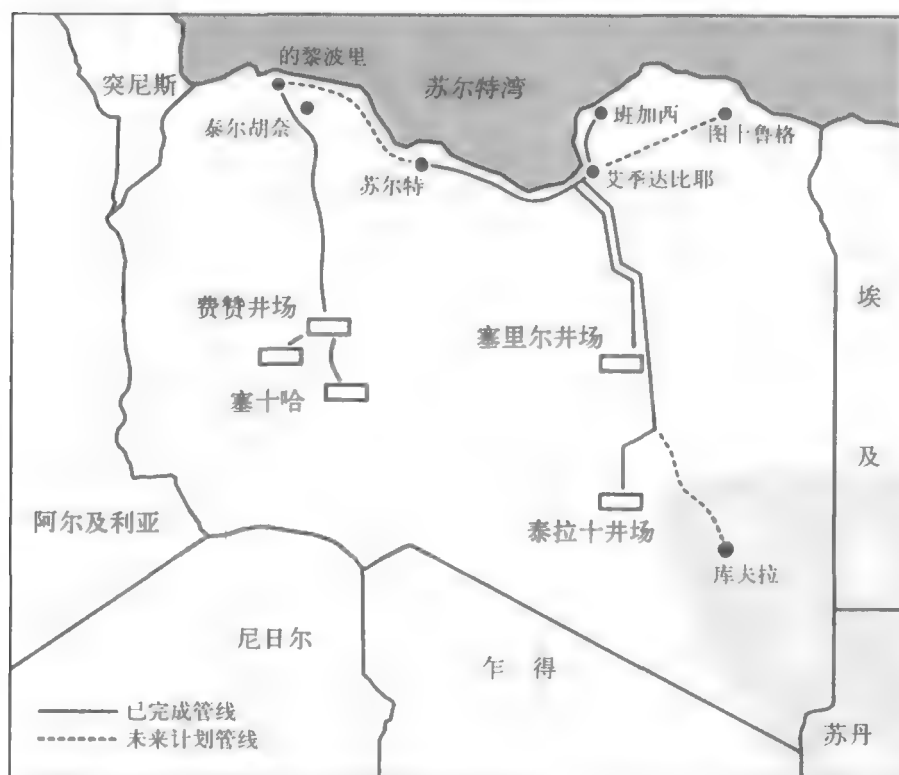 的黎波里
突尼斯
苏尔特湾
泰尔胡奈
班加西
图卜鲁格
苏尔特
艾季达比耶
费赞井场
塞里尔井场
埃及
塞卜哈
泰拉卜井场
阿尔及利亚
库夫拉
尼日尔
乍得
已完成管线
未来计划管线
苏丹